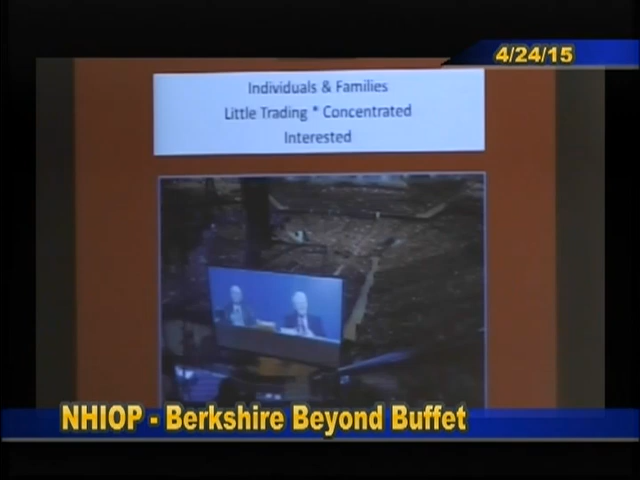 4/24/15
Individuals & Families
Little Trading * Concentrated
Interested
NHIOP - Berkshire Beyond Buffet